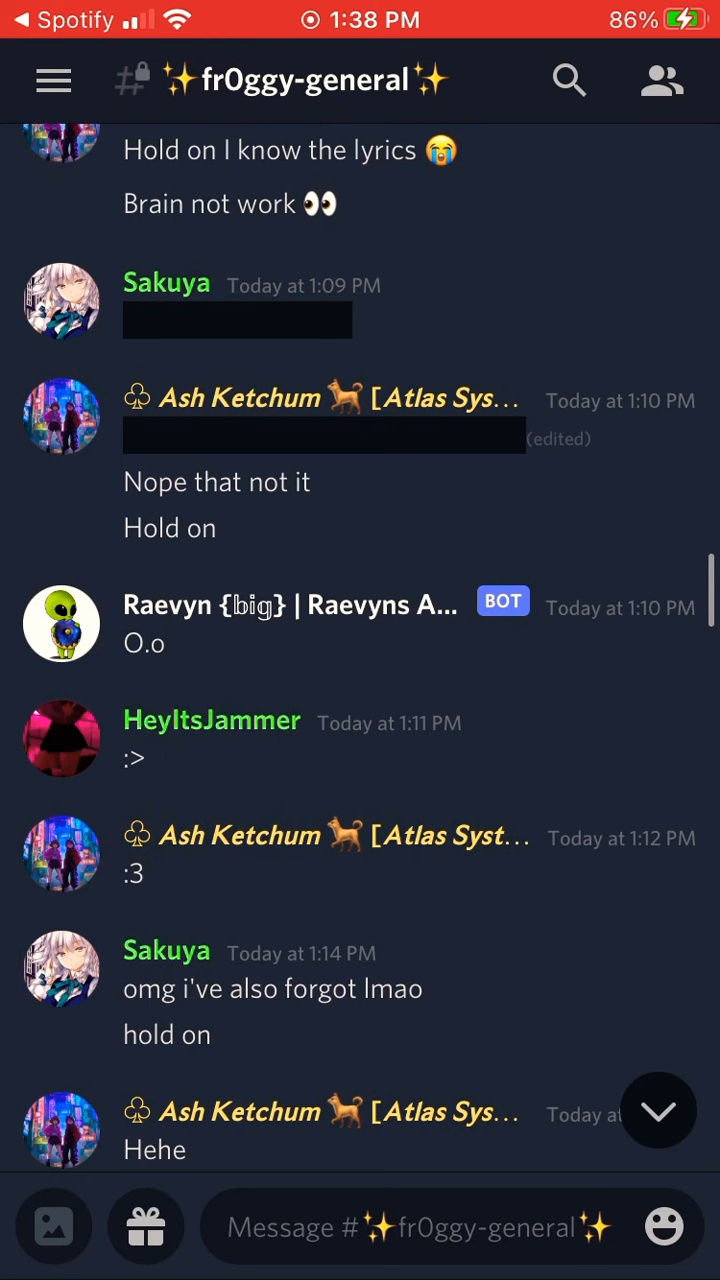 Spotify 1:38 PM 86%
#✨fr0ggy-general✨
Hold on I know the lyrics 😭
Brain not work 👀
Sakuya Today at 1:09 PM
♧ Ash Ketchum 🐕 [Atlas Sys... Today at 1:10 PM
(edited)
Nope that not it
Hold on
Raevyn {𝕓𝕚𝕘} | Raevyns A... BOT Today at 1:10 PM
O.o
HeyItsJammer Today at 1:11 PM
:>
♧ Ash Ketchum 🐕 [Atlas Syst... Today at 1:12 PM
:3
Sakuya Today at 1:14 PM
omg i've also forgot lmao
hold on
♧ Ash Ketchum 🐕 [Atlas Sys... Today at
Hehe
Message #✨fr0ggy-general✨